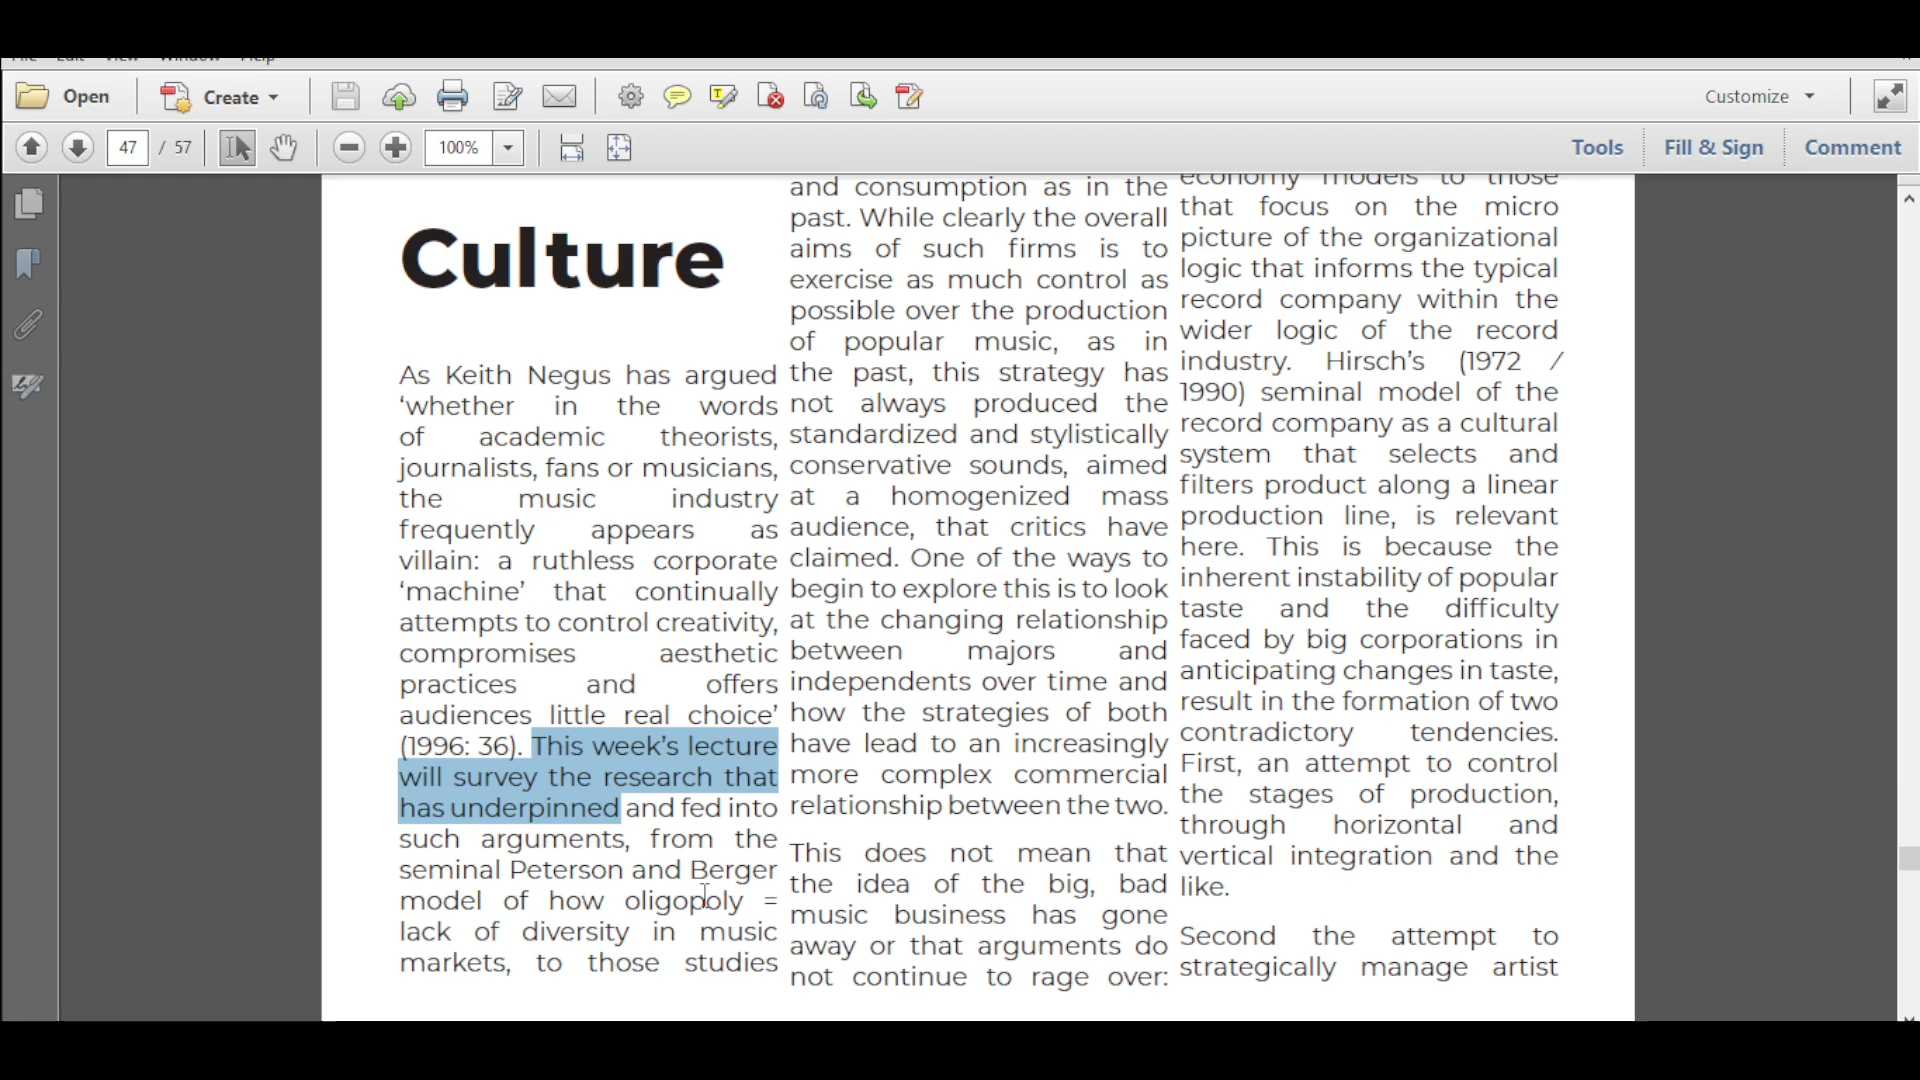 File Edit View Window Help
Open
Create
Customize
47 / 57
100%
Tools
Fill & Sign
Comment
Culture
As Keith Negus has argued
‘whether in the words
of academic theorists,
journalists, fans or musicians,
the music industry
frequently appears as
villain: a ruthless corporate
‘machine’ that continually
attempts to control creativity,
compromises aesthetic
practices and offers
audiences little real choice’
(1996: 36). This week’s lecture
will survey the research that
has underpinned and fed into
such arguments, from the
seminal Peterson and Berger
model of how oligopoly =
lack of diversity in music
markets, to those studies
and consumption as in the
past. While clearly the overall
aims of such firms is to
exercise as much control as
possible over the production
of popular music, as in
the past, this strategy has
not always produced the
standardized and stylistically
conservative sounds, aimed
at a homogenized mass
audience, that critics have
claimed. One of the ways to
begin to explore this is to look
at the changing relationship
between majors and
independents over time and
how the strategies of both
have lead to an increasingly
more complex commercial
relationship between the two.
This does not mean that
the idea of the big, bad
music business has gone
away or that arguments do
not continue to rage over:
economy models to those
that focus on the micro
picture of the organizational
logic that informs the typical
record company within the
wider logic of the record
industry. Hirsch’s (1972 /
1990) seminal model of the
record company as a cultural
system that selects and
filters product along a linear
production line, is relevant
here. This is because the
inherent instability of popular
taste and the difficulty
faced by big corporations in
anticipating changes in taste,
result in the formation of two
contradictory tendencies.
First, an attempt to control
the stages of production,
through horizontal and
vertical integration and the
like.
Second the attempt to
strategically manage artist